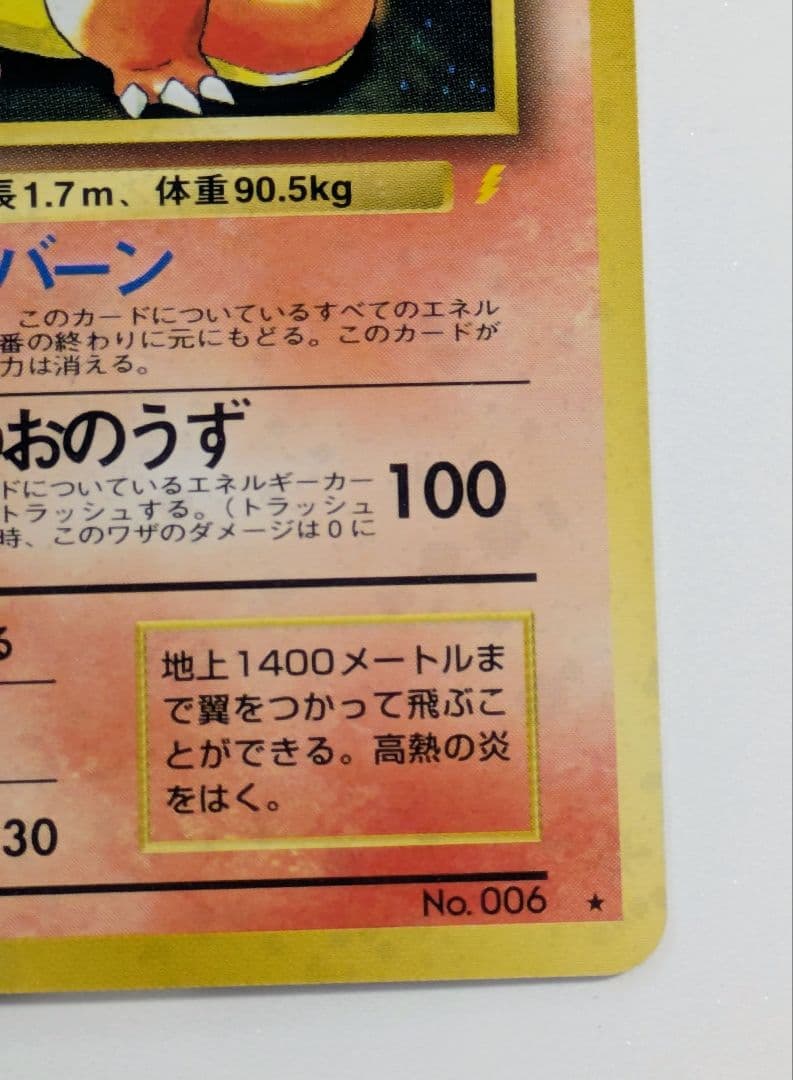 長1.7m、体重90.5kg
バーン
このカードについているすべてのエネル
番の終わりに元にもどる。このカードが
力は消える。
おのうず
ドについているエネルギーカー
トラッシュする。(トラッシュ
時、このワザのダメージは0に
100
る
地上1400メートルま
で翼をつかって飛ぶこ
とができる。高熱の炎
をはく。
30
No. 006 ★